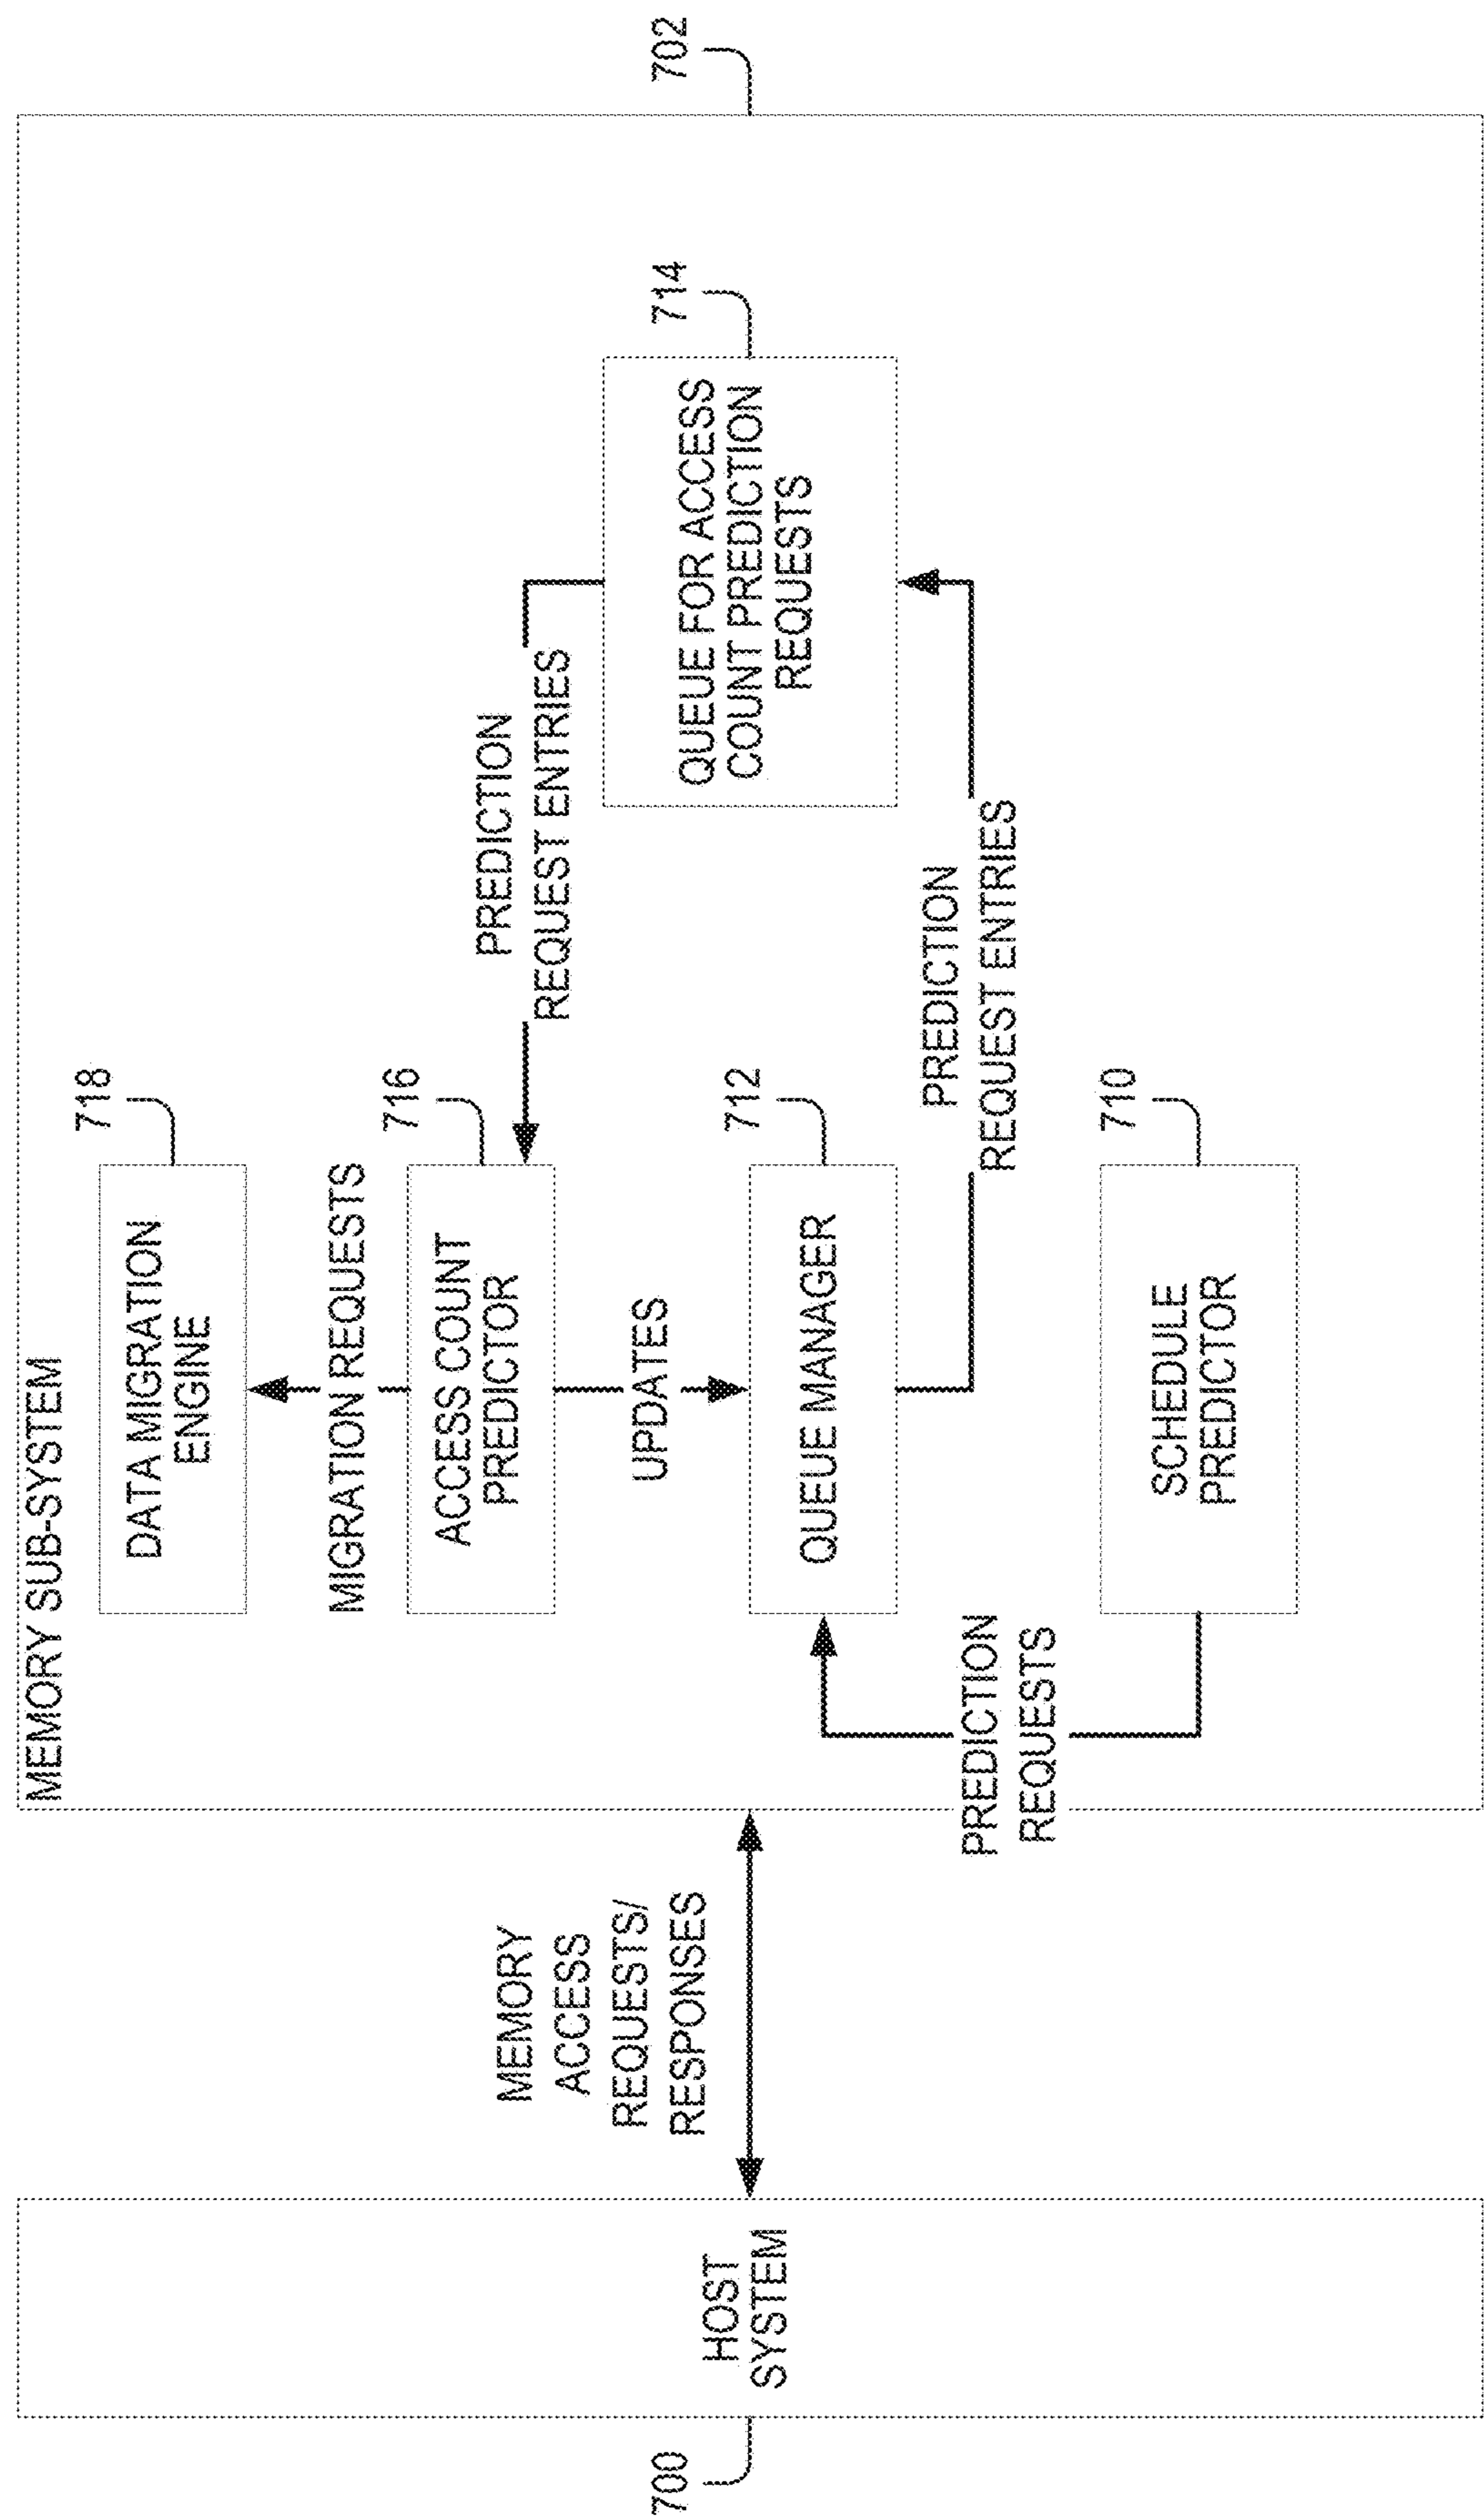 MEMORY SUB-SYSTEM
702
DATA MIGRATION
ENGINE
718
MIGRATION REQUESTS
ACCESS COUNT
PREDICTOR
716
PREDICTION
REQUEST ENTRIES
QUEUE FOR ACCESS
COUNT PREDICTION
REQUESTS
714
UPDATES
QUEUE MANAGER
712
PREDICTION
REQUEST ENTRIES
PREDICTION
REQUESTS
SCHEDULE
PREDICTOR
710
MEMORY
ACCESS
REQUESTS/
RESPONSES
HOST
SYSTEM
700